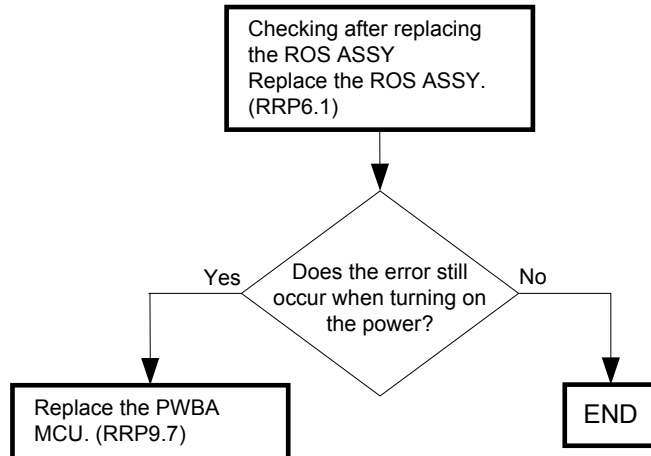 Checking after replacing
the ROS ASSY
Replace the ROS ASSY.
(RRP6.1)
Does the error still
occur when turning on
the power?
Yes
No
Replace the PWBA
MCU. (RRP9.7)
END